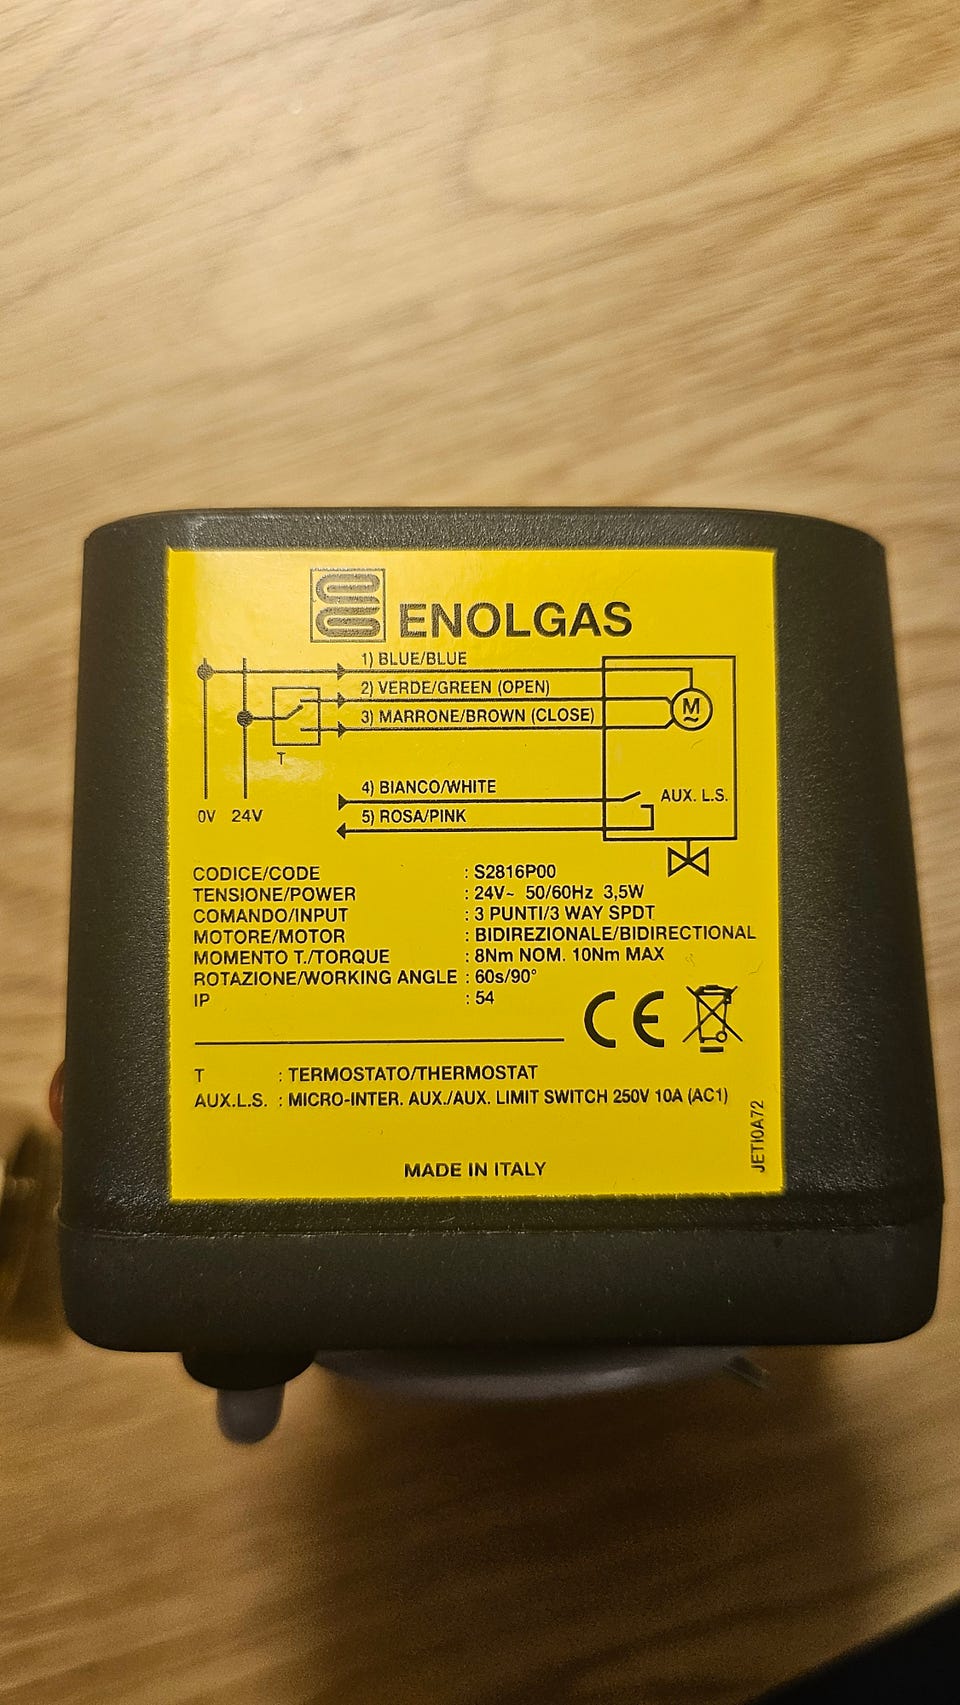 ENOLGAS
1) BLUE/BLUE
2) VERDE/GREEN (OPEN)
3) MARRONE/BROWN (CLOSE)
M
~
T
4) BIANCO/WHITE
AUX. L.S.
5) ROSA/PINK
0V 24V
CODICE/CODE : S2816P00
TENSIONE/POWER : 24V~ 50/60Hz 3,5W
COMANDO/INPUT : 3 PUNTI/3 WAY SPDT
MOTORE/MOTOR : BIDIREZIONALE/BIDIRECTIONAL
MOMENTO T./TORQUE : 8Nm NOM. 10Nm MAX
ROTAZIONE/WORKING ANGLE : 60s/90°
IP : 54
CE
T : TERMOSTATO/THERMOSTAT
AUX.L.S. : MICRO-INTER. AUX./AUX. LIMIT SWITCH 250V 10A (AC1)
JETI0A72
MADE IN ITALY